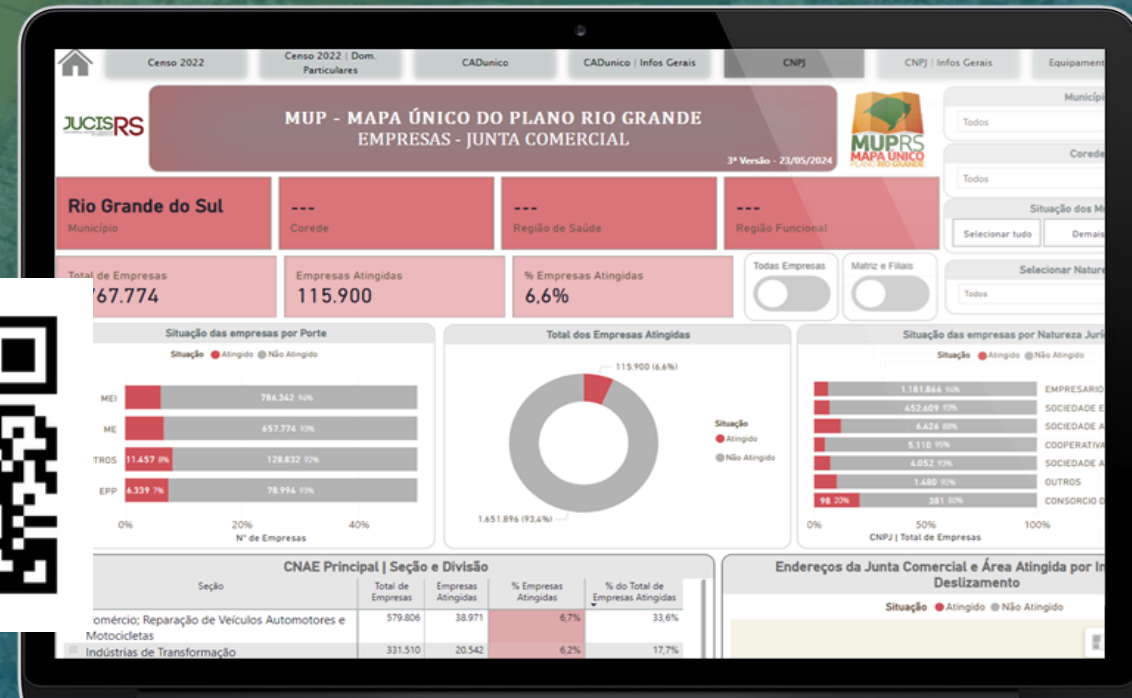 Censo 2022
Censo 2022 | Dom.
Particulares
CADunico
CADunico | Infos Gerais
CNPJ
CNPJ | Infos Gerais
JUCISRS
MUP - MAPA ÚNICO DO PLANO RIO GRANDE
EMPRESAS - JUNTA COMERCIAL
3ª Versão - 23/05/2024
MUPRS
MAPA ÚNICO
PLANO RIO GRANDE
Todos
Corede
Todos
Situação dos
Selecionar tudo
Demais
Selecionar
Todos
Rio Grande do Sul
Município
---
Corede
---
Região de Saúde
---
Região Funcional
Total de Empresas
767.774
Empresas Atingidas
115.900
% Empresas Atingidas
6,6%
Todas Empresas
Matriz e Filiais
Situação das empresas por Porte
Situação Atingido Não Atingido
MEI 786.342 94%
ME 657.774 93%
11.457 8% 128.832 92%
EPP 6.339 7% 78.994 93%
0% 20% 40%
N° de Empresas
Total dos Empresas Atingidas
115.900 (6,6%)
1.651.896 (93,4%)
Situação
Atingido
Não Atingido
Situação das empresas por Natureza
Situação Atingido Não Atingido
1.181.866 94% EMPRESARIO
452.609 93% SOCIEDADE E
6.426 88% SOCIEDADE A
5.110 95% COOPERATIVA
4.052 93% SOCIEDADE A
1.480 90% OUTROS
98 20% 381 80% CONSORCIO D
0% 50% 100%
CNPJ | Total de Empresas
CNAE Principal | Seção e Divisão
Seção
Total de
Empresas
Empresas
Atingidas
% Empresas
Atingidas
% do Total de
Empresas Atingidas
Comércio; Reparação de Veículos Automotores e
Motocicletas
579.806 38.971 6,7% 33,6%
Indústrias de Transformação 331.510 20.542 6,2% 17,7%
Endereços da Junta Comercial e Área Atingida por
Deslizamento
Situação Atingido Não Atingido